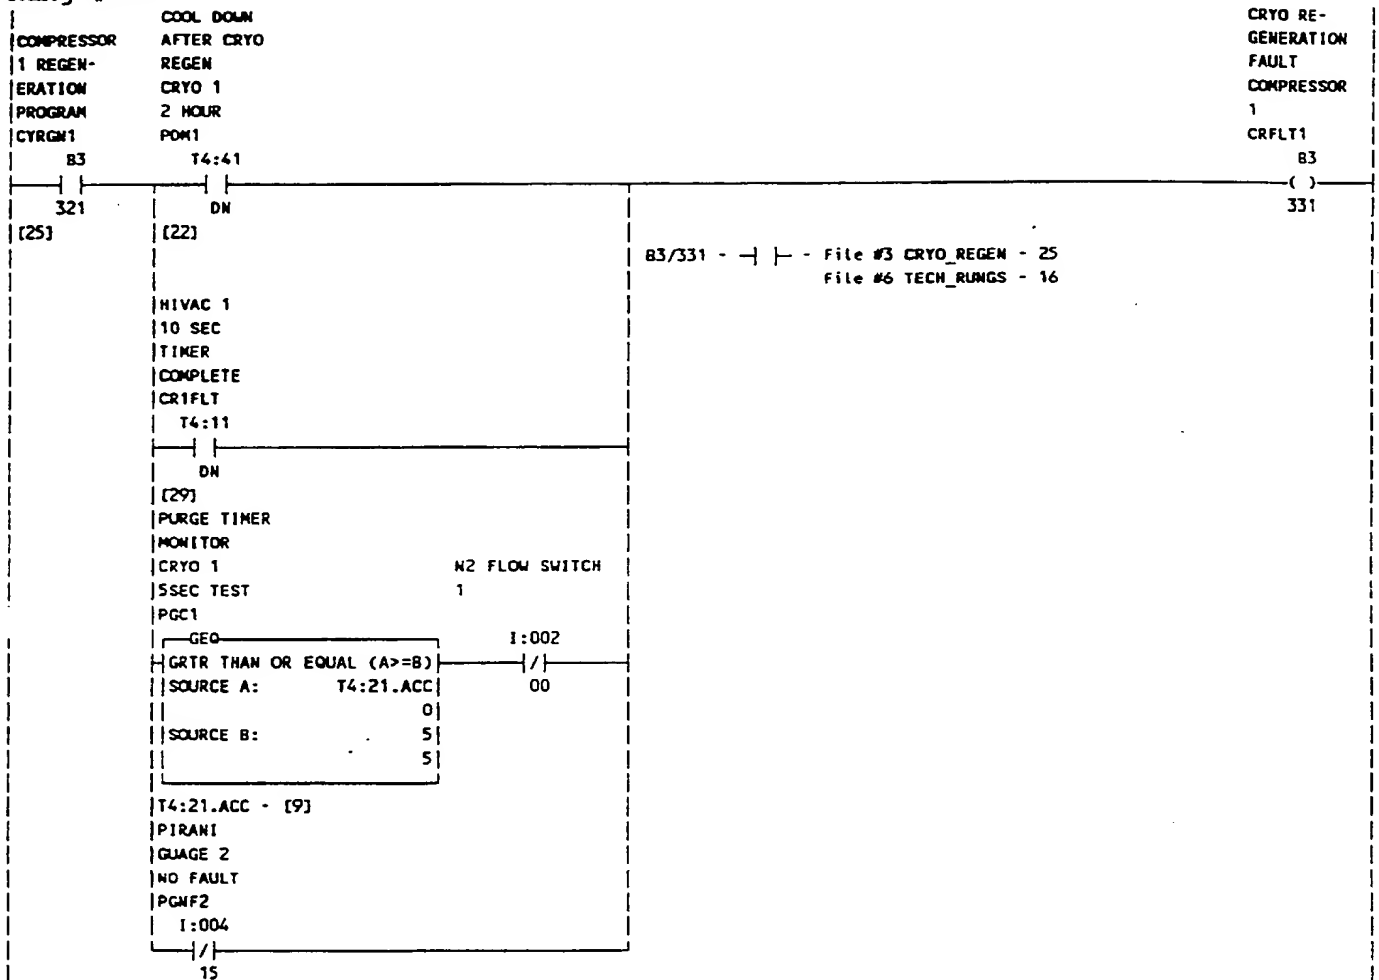 COOL DOWN CRYO RE-
COMPRESSOR AFTER CRYO GENERATION
1 REGEN- REGEN FAULT
ERATION CRYO 1 COMPRESSOR
PROGRAM 2 HOUR 1
CYRGN1 PDM1 CRFLT1
B3 T4:41 B3
321 DN 331
[25] [22]
B3/331 - ─┤ ├─ - File #3 CRYO_REGEN - 25
File #6 TECH_RUNGS - 16
HIVAC 1
10 SEC
TIMER
COMPLETE
CR1FLT
T4:11
DN
[29]
PURGE TIMER
MONITOR
CRYO 1 N2 FLOW SWITCH
5SEC TEST 1
PGC1
GEQ I:002
GRTR THAN OR EQUAL (A>=B)
SOURCE A: T4:21.ACC 00
0
SOURCE B: 5
5
T4:21.ACC - [9]
PIRANI
GUAGE 2
NO FAULT
PGNF2
I:004
15